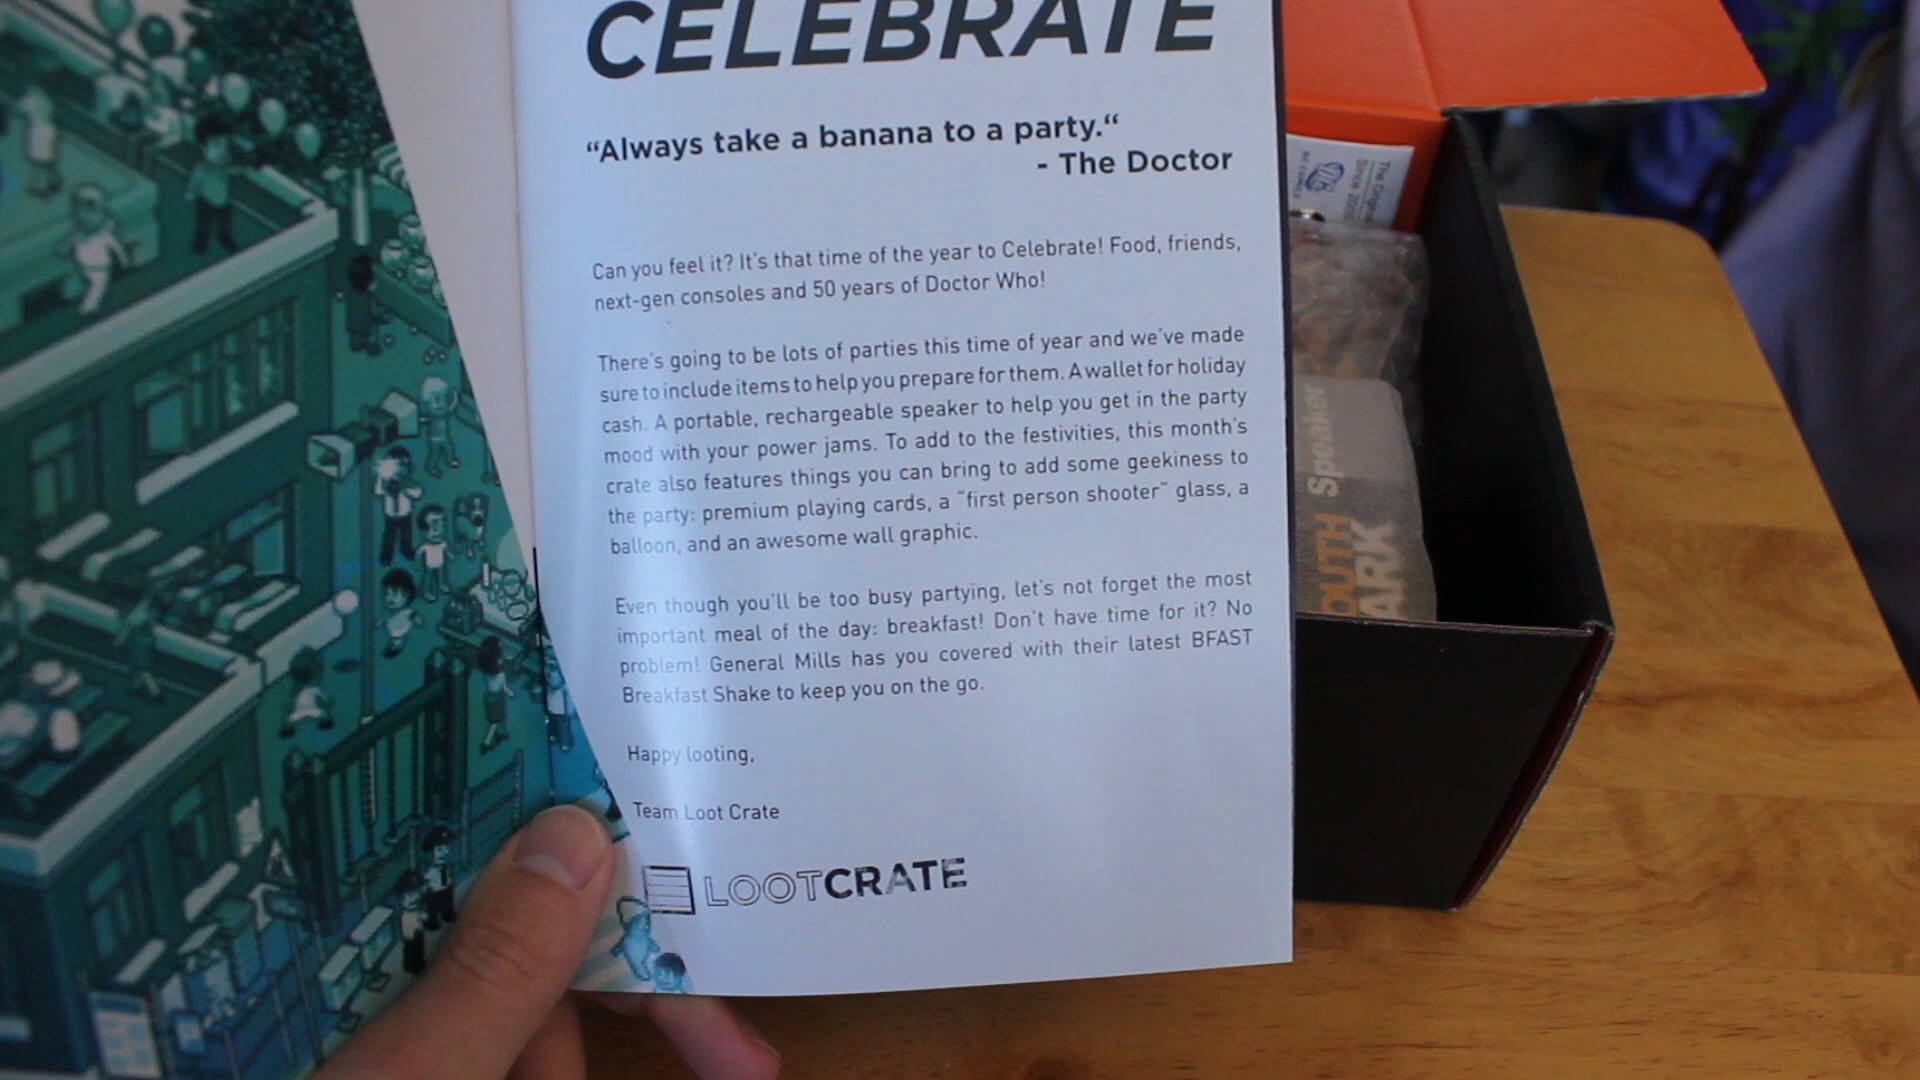 CELEBRATE
“Always take a banana to a party.“
- The Doctor
Can you feel it? It's that time of the year to Celebrate! Food, friends,
next-gen consoles and 50 years of Doctor Who!
There's going to be lots of parties this time of year and we've made
sure to include items to help you prepare for them. A wallet for holiday
cash. A portable, rechargeable speaker to help you get in the party
mood with your power jams. To add to the festivities, this month's
crate also features things you can bring to add some geekiness to
the party: premium playing cards, a "first person shooter" glass, a
balloon, and an awesome wall graphic.
Even though you'll be too busy partying, let's not forget the most
important meal of the day: breakfast! Don't have time for it? No
problem! General Mills has you covered with their latest BFAST
Breakfast Shake to keep you on the go.
Happy looting,
Team Loot Crate
LOOTCRATE
Speaker